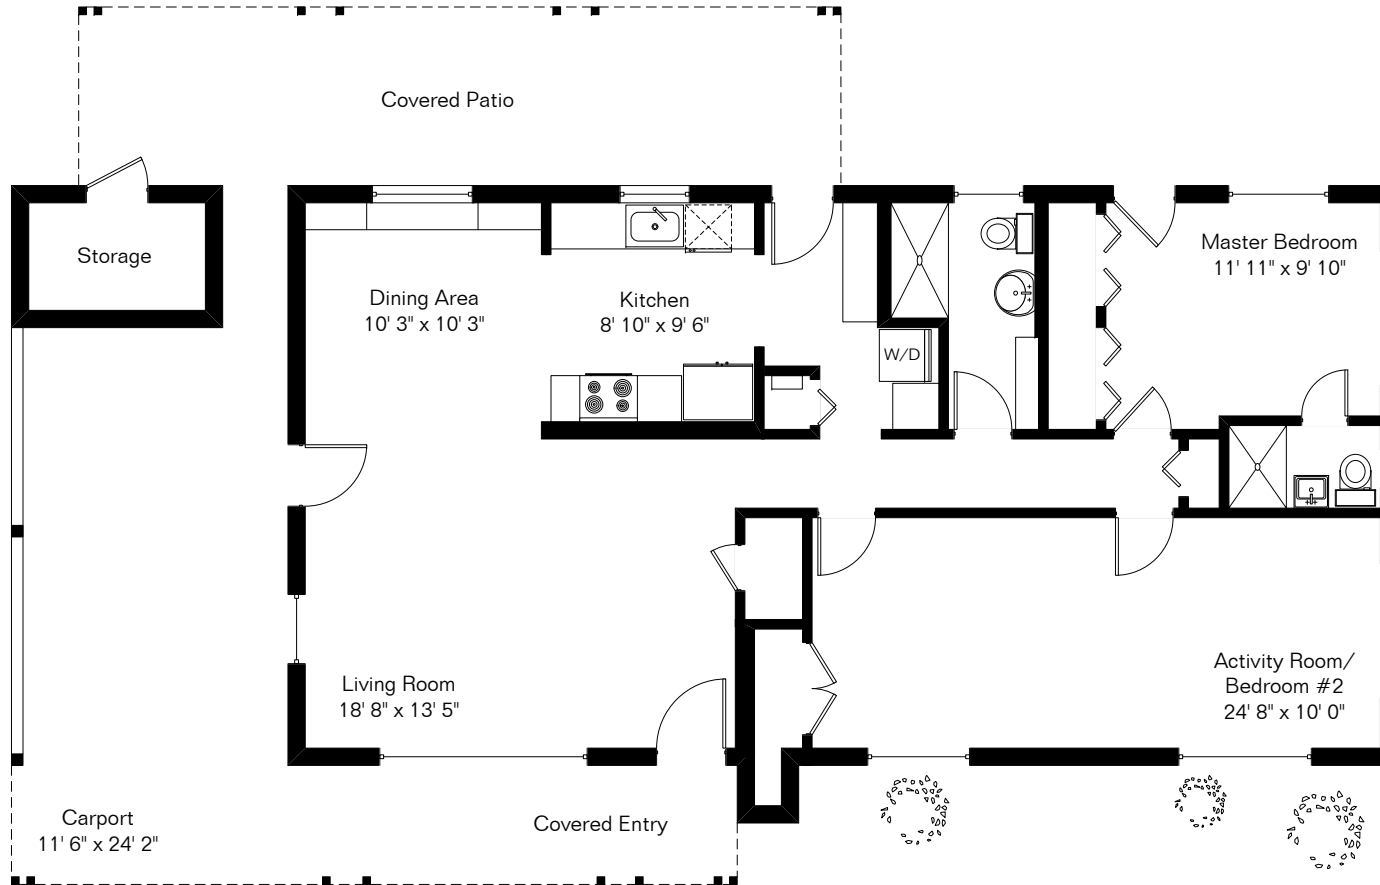 Covered Patio
Storage
Dining Area
10' 3" x 10' 3"
Kitchen
8' 10" x 9' 6"
W/D
Master Bedroom
11' 11" x 9' 10"
Living Room
18' 8" x 13' 5"
Activity Room/
Bedroom #2
24' 8" x 10' 0"
Carport
11' 6" x 24' 2"
Covered Entry